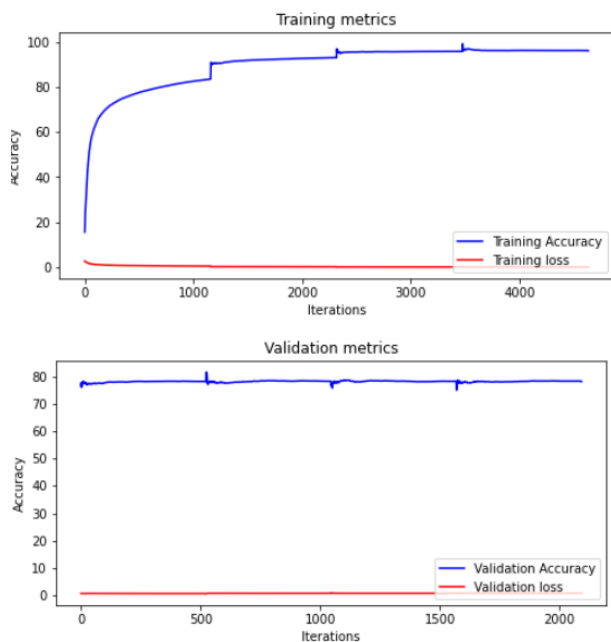 Training metrics
100
80
60
40
20
0
Accuracy
0 1000 2000 3000 4000
Iterations
Training Accuracy
Training loss
Validation metrics
80
70
60
50
40
30
20
10
0
Accuracy
0 500 1000 1500 2000
Iterations
Validation Accuracy
Validation loss